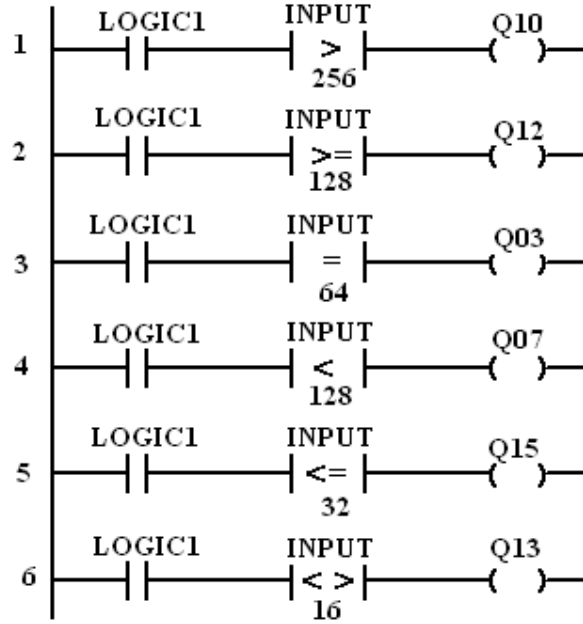 LOGIC1 INPUT Q10
1 >
256
LOGIC1 INPUT Q12
2 >=
128
LOGIC1 INPUT Q03
3 =
64
LOGIC1 INPUT Q07
4 <
128
LOGIC1 INPUT Q15
5 <=
32
LOGIC1 INPUT Q13
6 < >
16